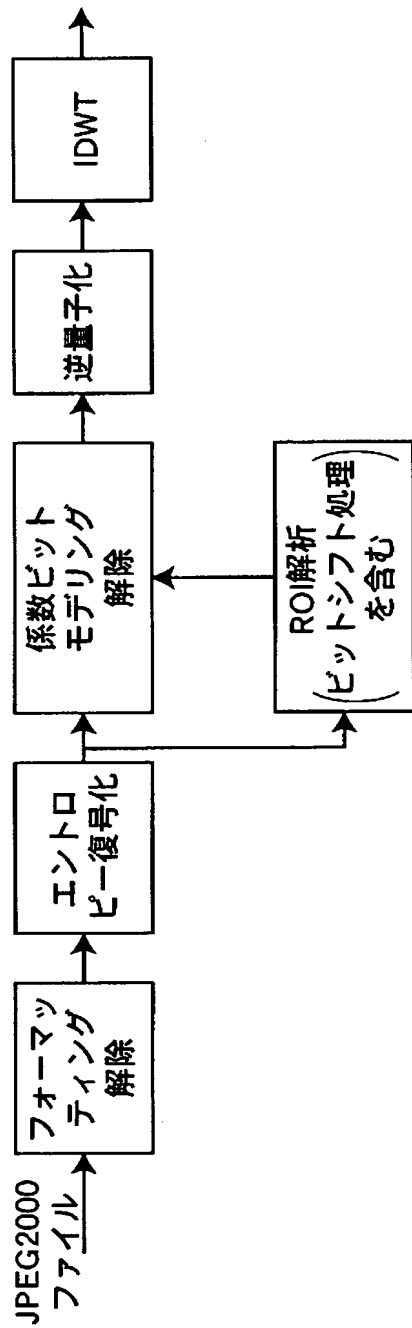 JPEG2000
ファイル
フォーマッ
ティング
解除
エントロ
ピー復号化
係数ビット
モデリング
解除
ROI解析
(ビットシフト処理
を含む)
逆量子化
IDWT